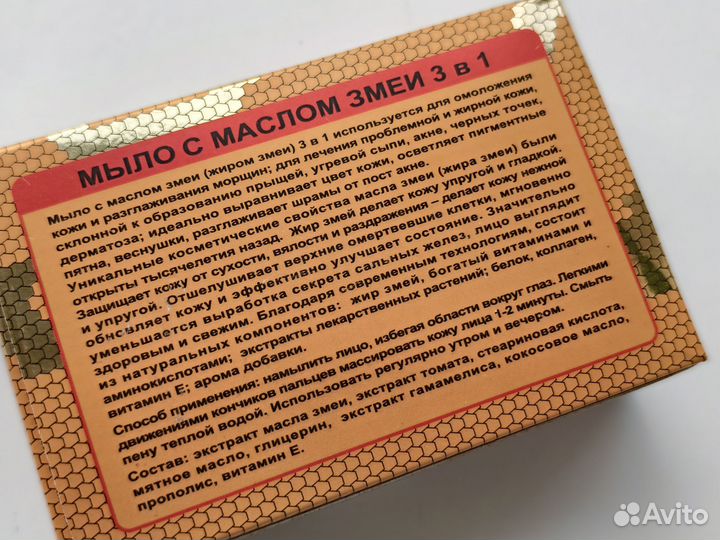 МЫЛО С МАСЛОМ ЗМЕИ 3 в 1
Мыло с маслом змеи (жиром змеи) 3 в 1 используется для омоложения
кожи и разглаживания морщин; для лечения проблемной и жирной кожи,
склонной к образованию прыщей, угревой сыпи, акне, черных точек,
дерматоза; идеально выравнивает цвет кожи, осветляет пигментные
пятна, веснушки, разглаживает шрамы от пост акне.
Уникальные косметические свойства масла змеи (жира змеи) были
открыты тысячелетия назад. Жир змей делает кожу упругой и гладкой.
Защищает кожу от сухости, вялости и раздражения – делает кожу нежной
и упругой. Отшелушивает верхние омертвевшие клетки, мгновенно
обновляет кожу и эффективно улучшает состояние. Значительно
уменьшается выработка секрета сальных желез, лицо выглядит
здоровым и свежим. Благодаря современным технологиям, состоит
из натуральных компонентов: жир змей, богатый витаминами и
аминокислотами; экстракты лекарственных растений; белок, коллаген,
витамин Е; арома добавки.
Способ применения: намылить лицо, избегая области вокруг глаз. Легкими
движениями кончиков пальцев массировать кожу лица 1-2 минуты. Смыть
пену теплой водой. Использовать регулярно утром и вечером.
Состав: экстракт масла змеи, экстракт томата, стеариновая кислота,
мятное масло, глицерин, экстракт гамамелиса, кокосовое масло,
прополис, витамин Е.
Avito